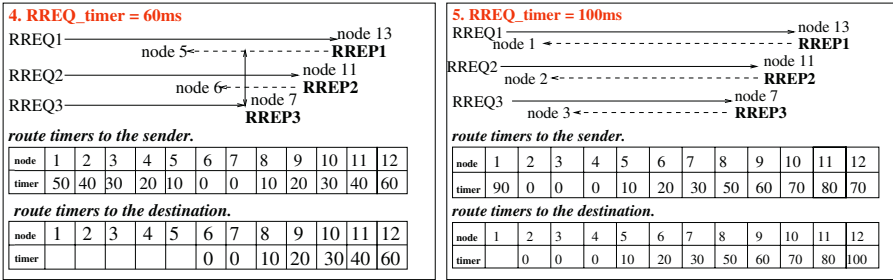 4. RREQ_timer = 60ms
RREQ1 node 13
node 5 RREP1
RREQ2 node 11
node 6 RREP2
RREQ3 node 7
RREP3
route timers to the sender.
node 1 2 3 4 5 6 7 8 9 10 11 12
timer 50 40 30 20 10 0 0 10 20 30 40 60
route timers to the destination.
node 1 2 3 4 5 6 7 8 9 10 11 12
timer 0 0 10 20 30 40 60
5. RREQ_timer = 100ms
RREQ1 node 13
node 1 RREP1
RREQ2 node 11
node 2 RREP2
RREQ3 node 7
node 3 RREP3
route timers to the sender.
node 1 2 3 4 5 6 7 8 9 10 11 12
timer 90 0 0 0 10 20 30 50 60 70 80 70
route timers to the destination.
node 1 2 3 4 5 6 7 8 9 10 11 12
timer 0 0 0 10 20 30 50 60 70 80 100